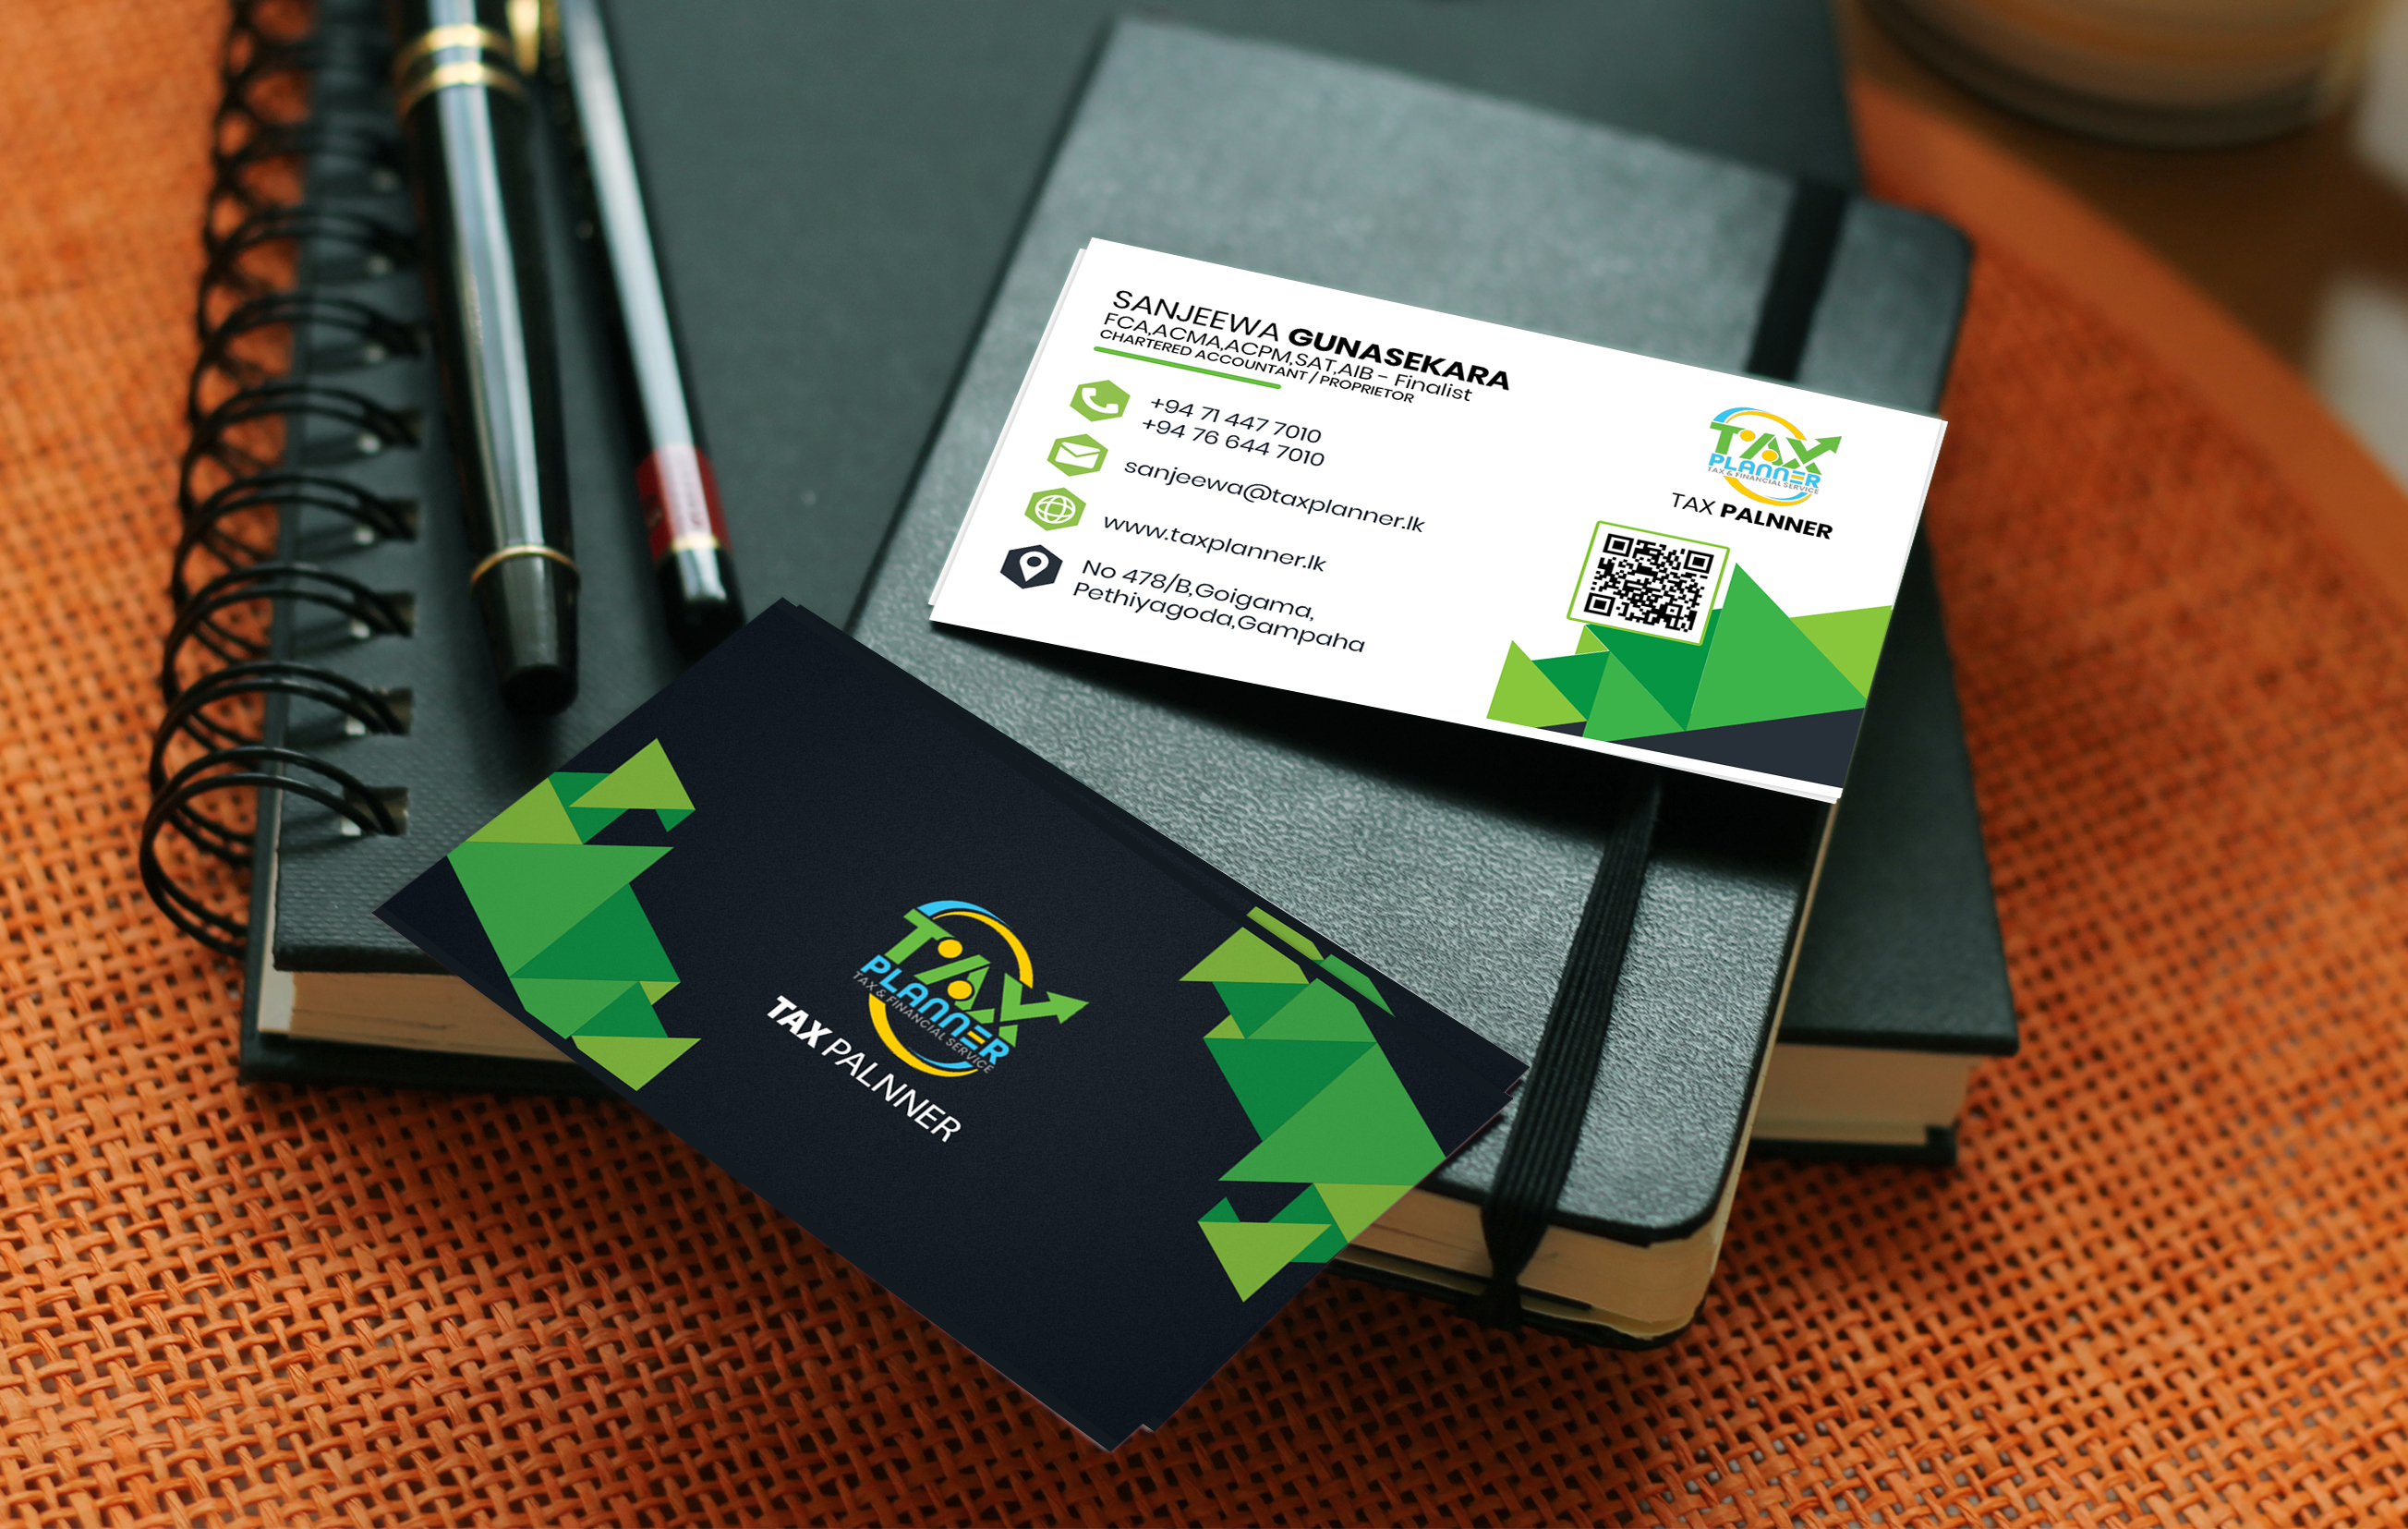 SANJEEWA GUNASEKARA
FCA,ACMA,ACPM,SAT,AIB - Finalist
CHARTERED ACCOUNTANT / PROPRIETOR
+94 71 447 7010
+94 76 644 7010
sanjeewa@taxplanner.lk
www.taxplanner.lk
No 478/B,Goigama,
Pethiyagoda,Gampaha
TAX
PLANNER
TAX & FINANCIAL SERVICE
TAX PALNNER
TAX
PLANNER
TAX & FINANCIAL SERVICE
TAX PALNNER